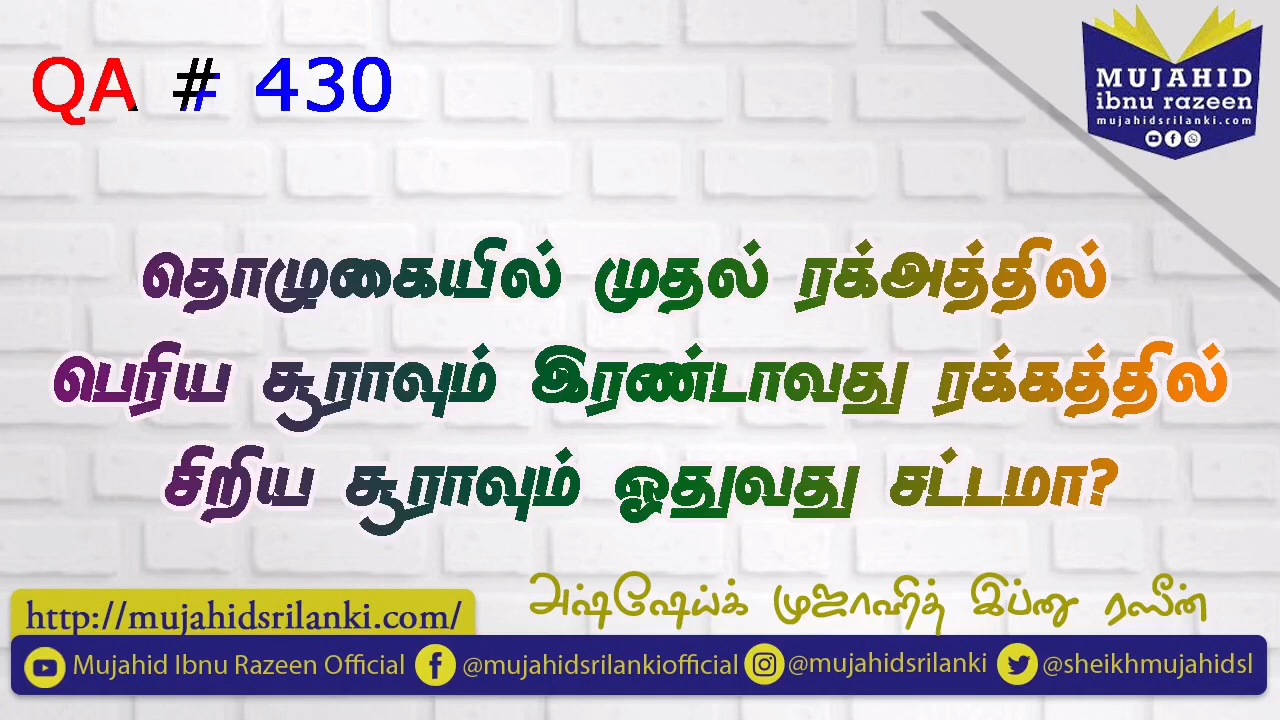 QA # 430
MUJAHID
ibnu razeen
mujahidsrilanki.com
தொழுகையில் முதல் ரக்அத்தில்
பெரிய சூராவும் இரண்டாவது ரக்கத்தில்
சிறிய சூராவும் ஓதுவது சட்டமா?
அஷ்ஷேய்க் முஜாஹித் இப்னு ரஸீன்
http://mujahidsrilanki.com/
Mujahid Ibnu Razeen Official @mujahidsrilankiofficial @mujahidsrilanki @sheikhmujahidsl